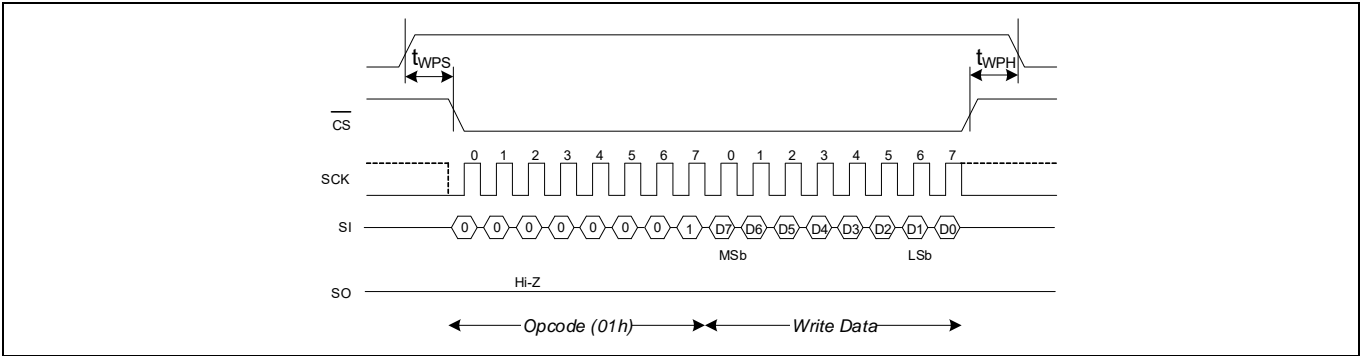 tWPS tWPH
CS
0 1 2 3 4 5 6 7 0 1 2 3 4 5 6 7
SCK
SI 0 0 0 0 0 0 0 1 D7 D6 D5 D4 D3 D2 D1 D0
MSb LSb
Hi-Z
SO
Opcode (01h) Write Data